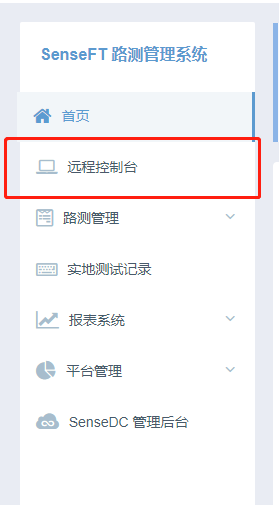 SenseFT 路测管理系统
首页
远程控制台
路测管理
实地测试记录
报表系统
平台管理
SenseDC 管理后台